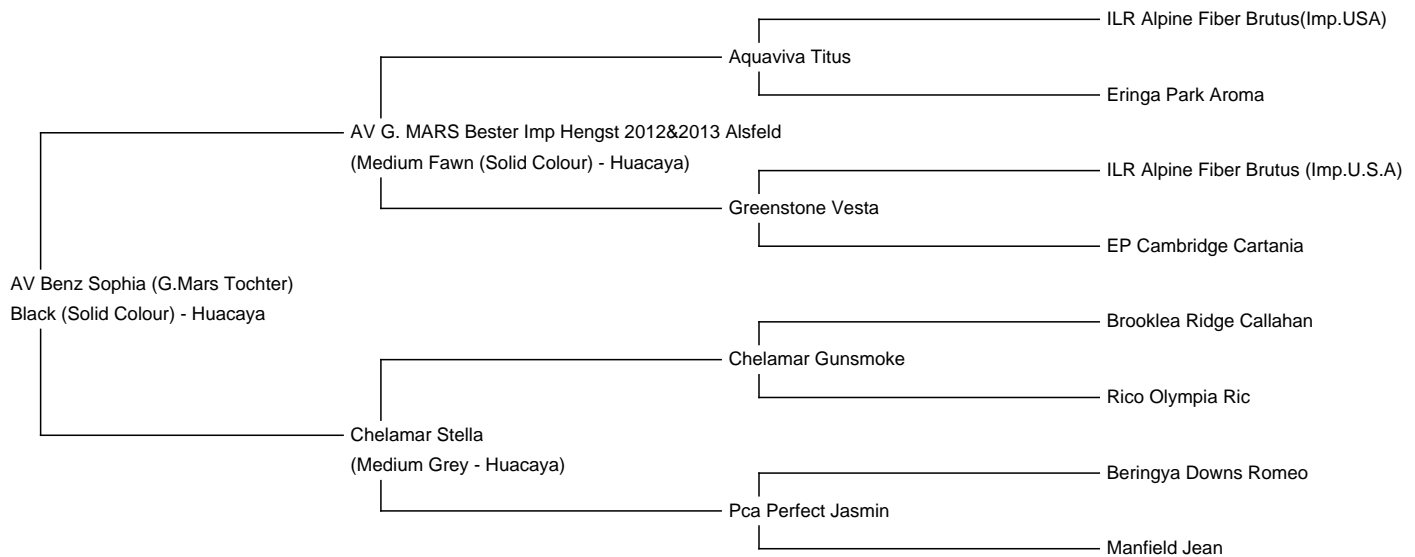 ILR Alpine Fiber Brutus(Imp.USA)
Aquaviva Titus
Eringa Park Aroma
AV G. MARS Bester Imp Hengst 2012&2013 Alsfeld
(Medium Fawn (Solid Colour) - Huacaya)
ILR Alpine Fiber Brutus (Imp.U.S.A)
Greenstone Vesta
EP Cambridge Cartania
AV Benz Sophia (G.Mars Tochter)
Black (Solid Colour) - Huacaya
Brooklea Ridge Callahan
Chelamar Gunsmoke
Rico Olympia Ric
Chelamar Stella
(Medium Grey - Huacaya)
Beringya Downs Romeo
Pca Perfect Jasmin
Manfield Jean